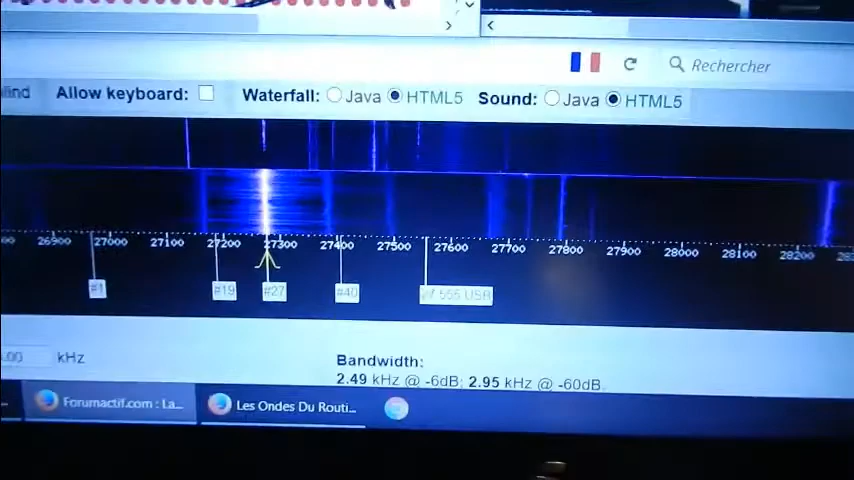 Rechercher
Allow keyboard: Waterfall: Java HTML5 Sound: Java HTML5
26900 27000 27100 27200 27300 27400 27500 27600 27700 27800 27900 28000 28100 28200
#1 #19 #27 #40 555 USB
.00 kHz
Bandwidth:
2.49 kHz @ -6dB; 2.95 kHz @ -60dB.
Forumactif.com : La... Les Ondes Du Routi...